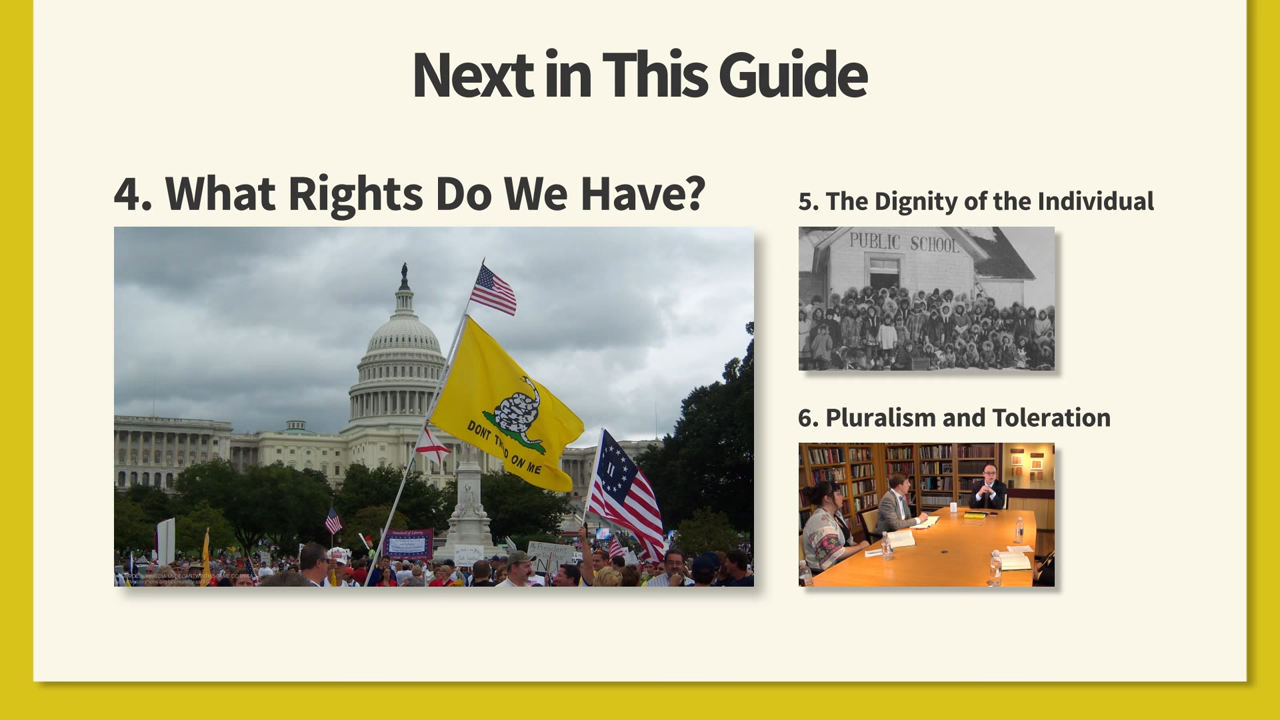 Next in This Guide
4. What Rights Do We Have?
DONT
ON ME
II
5. The Dignity of the Individual
PUBLIC SCHOOL
6. Pluralism and Toleration